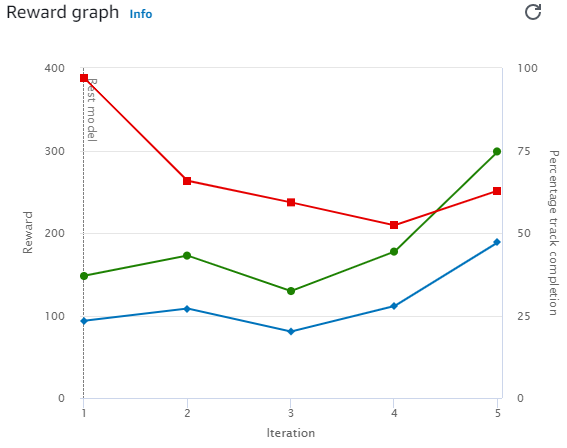 Reward graph Info
400
300
200
100
0
Reward
Best model
100
75
50
25
0
Percentage track completion
1 2 3 4 5
Iteration